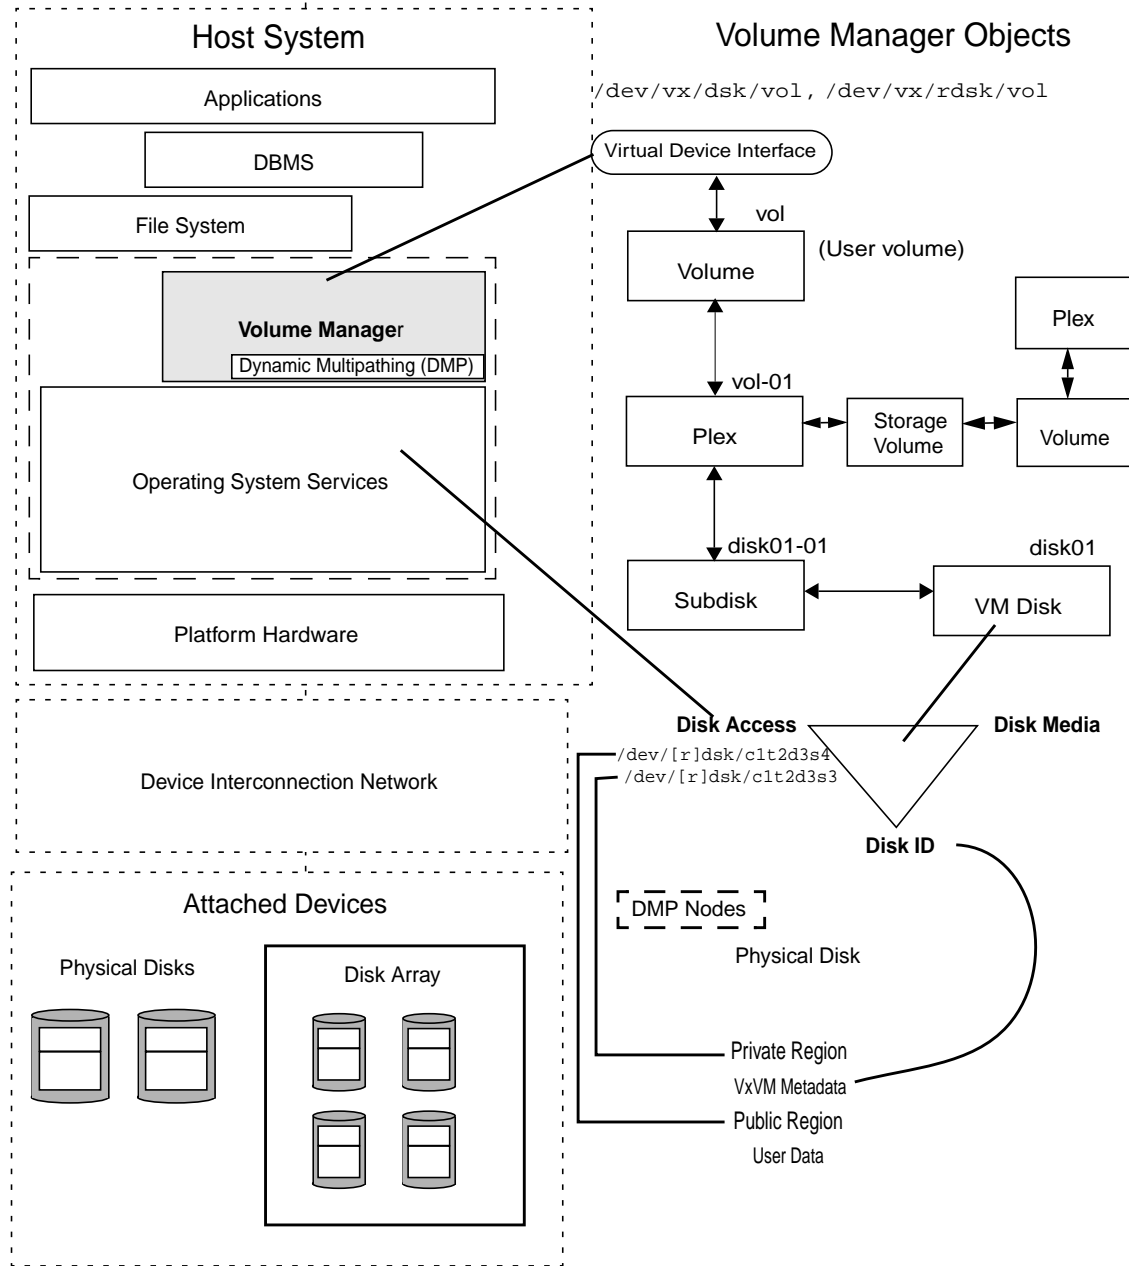 Host System
Applications
DBMS
File System
Volume Manager
Dynamic Multipathing (DMP)
Operating System Services
Platform Hardware
Device Interconnection Network
Attached Devices
Physical Disks
Disk Array
Volume Manager Objects
/dev/vx/dsk/vol, /dev/vx/rdsk/vol
Virtual Device Interface
vol
(User volume)
Volume
Plex
vol-01
Plex
Storage
Volume
Volume
disk01-01
disk01
Subdisk
VM Disk
Disk Access
Disk Media
/dev/[r]dsk/c1t2d3s4
/dev/[r]dsk/c1t2d3s3
Disk ID
DMP Nodes
Physical Disk
Private Region
VxVM Metadata
Public Region
User Data